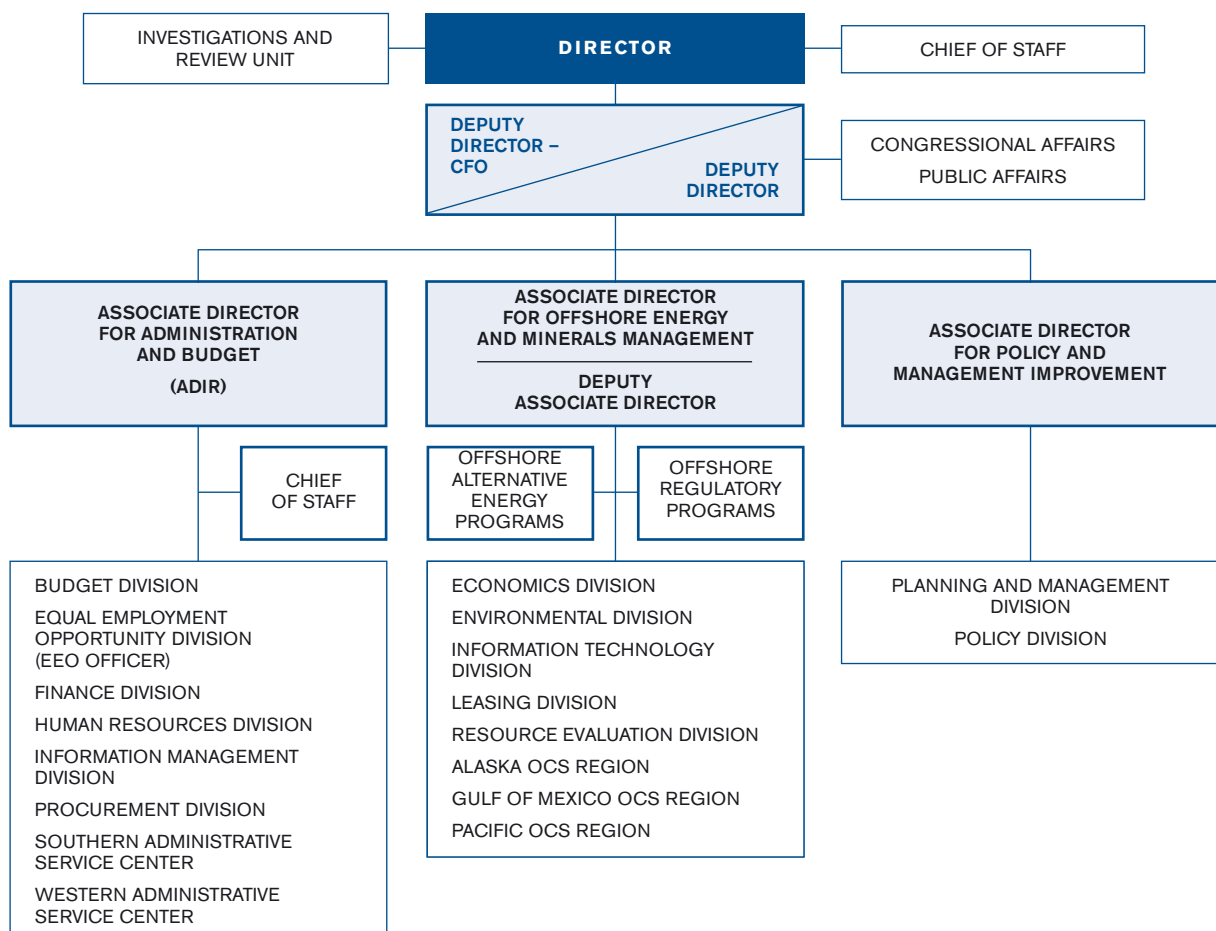 INVESTIGATIONS AND
REVIEW UNIT
DIRECTOR
CHIEF OF STAFF
DEPUTY
DIRECTOR –
CFO
DEPUTY
DIRECTOR
CONGRESSIONAL AFFAIRS
PUBLIC AFFAIRS
ASSOCIATE DIRECTOR
FOR ADMINISTRATION
AND BUDGET
(ADIR)
ASSOCIATE DIRECTOR
FOR OFFSHORE ENERGY
AND MINERALS MANAGEMENT
DEPUTY
ASSOCIATE DIRECTOR
ASSOCIATE DIRECTOR
FOR POLICY AND
MANAGEMENT IMPROVEMENT
CHIEF
OF STAFF
OFFSHORE
ALTERNATIVE
ENERGY
PROGRAMS
OFFSHORE
REGULATORY
PROGRAMS
BUDGET DIVISION
EQUAL EMPLOYMENT
OPPORTUNITY DIVISION
(EEO OFFICER)
FINANCE DIVISION
HUMAN RESOURCES DIVISION
INFORMATION MANAGEMENT
DIVISION
PROCUREMENT DIVISION
SOUTHERN ADMINISTRATIVE
SERVICE CENTER
WESTERN ADMINISTRATIVE
SERVICE CENTER
ECONOMICS DIVISION
ENVIRONMENTAL DIVISION
INFORMATION TECHNOLOGY
DIVISION
LEASING DIVISION
RESOURCE EVALUATION DIVISION
ALASKA OCS REGION
GULF OF MEXICO OCS REGION
PACIFIC OCS REGION
PLANNING AND MANAGEMENT
DIVISION
POLICY DIVISION